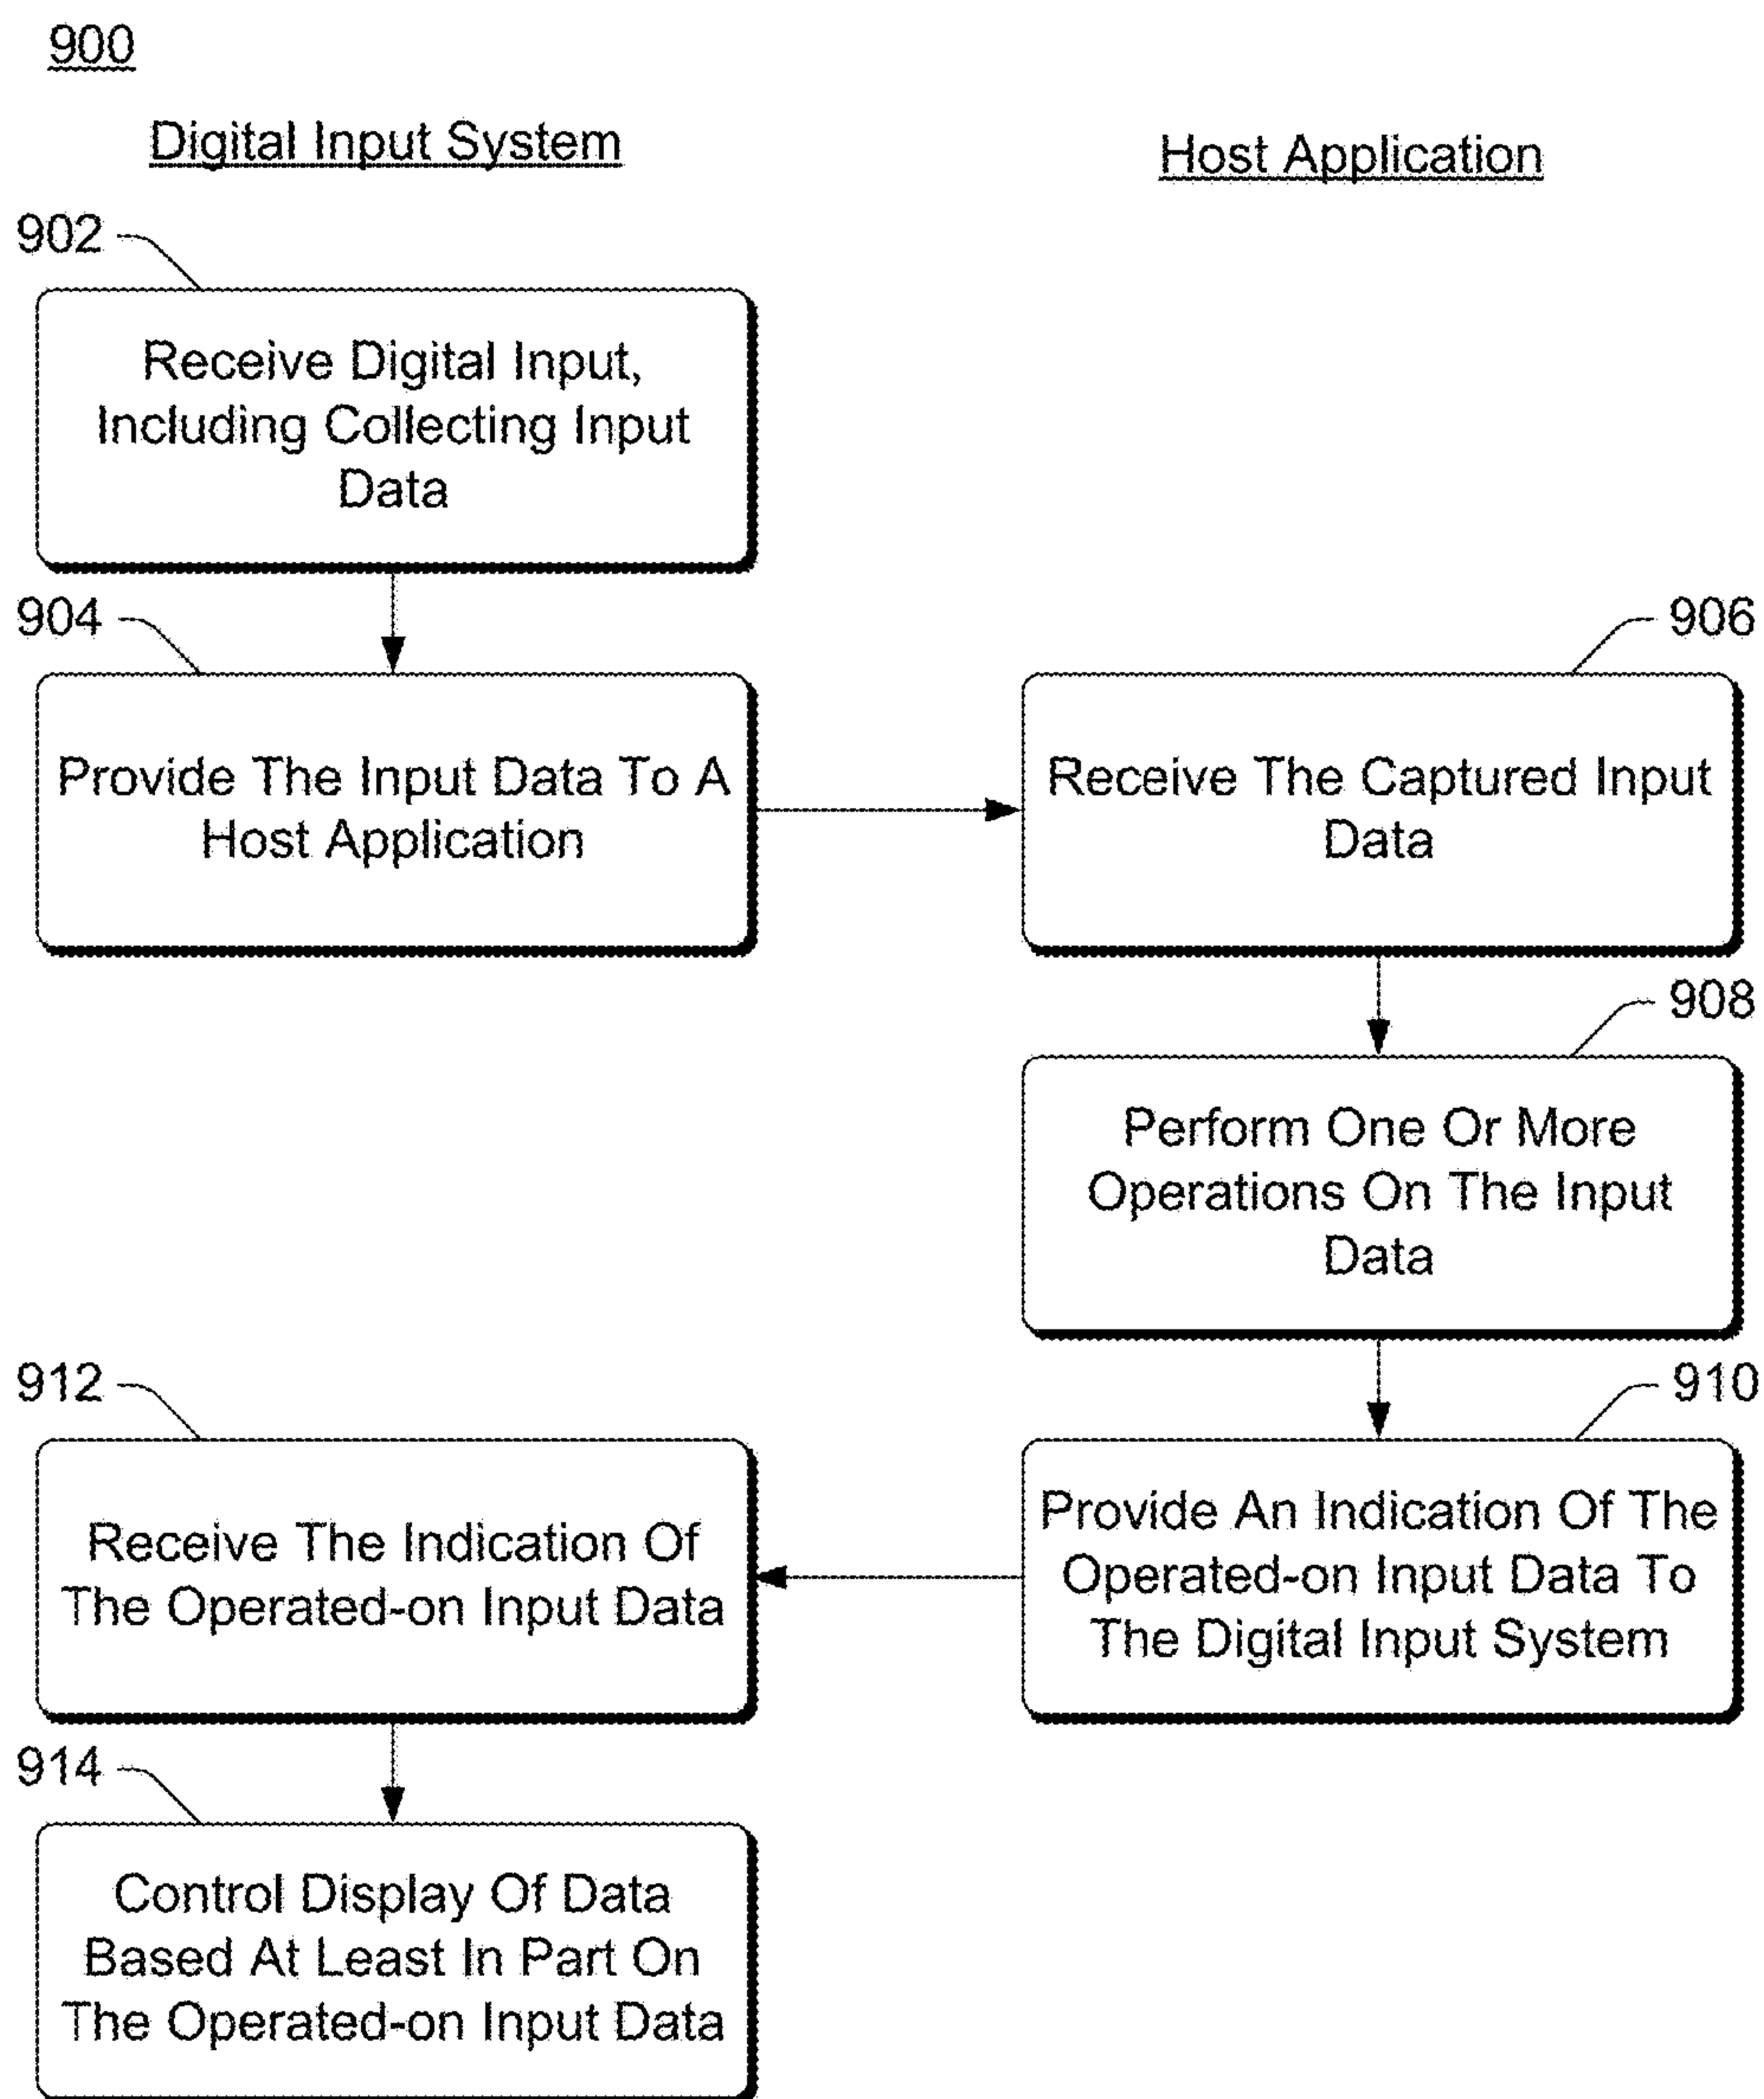 900
Digital Input System
Host Application
902
Receive Digital Input,
Including Collecting Input
Data
904
Provide The Input Data To A
Host Application
906
Receive The Captured Input
Data
908
Perform One Or More
Operations On The Input
Data
910
Provide An Indication Of The
Operated-on Input Data To
The Digital Input System
912
Receive The Indication Of
The Operated-on Input Data
914
Control Display Of Data
Based At Least In Part On
The Operated-on Input Data